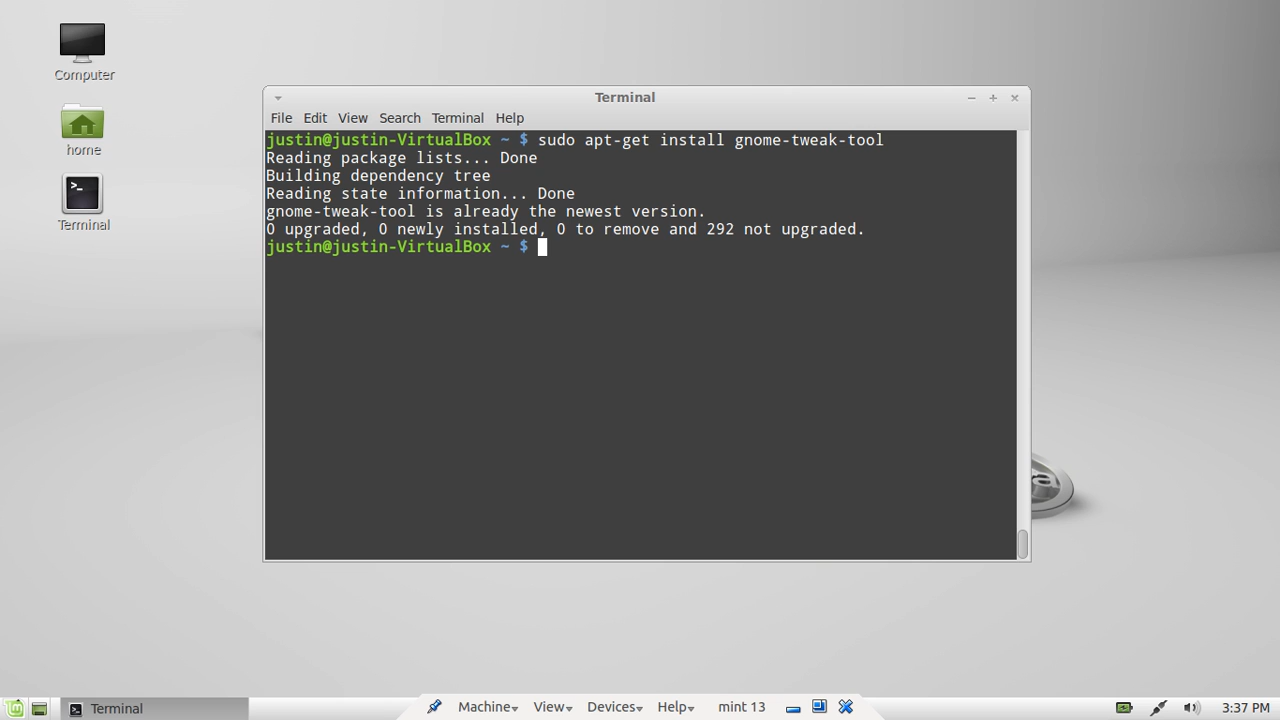 Computer
home
>_
Terminal
Terminal
File Edit View Search Terminal Help
justin@justin-VirtualBox ~ $ sudo apt-get install gnome-tweak-tool
Reading package lists... Done
Building dependency tree
Reading state information... Done
gnome-tweak-tool is already the newest version.
0 upgraded, 0 newly installed, 0 to remove and 292 not upgraded.
justin@justin-VirtualBox ~ $
Terminal
Machine View Devices Help mint 13
3:37 PM